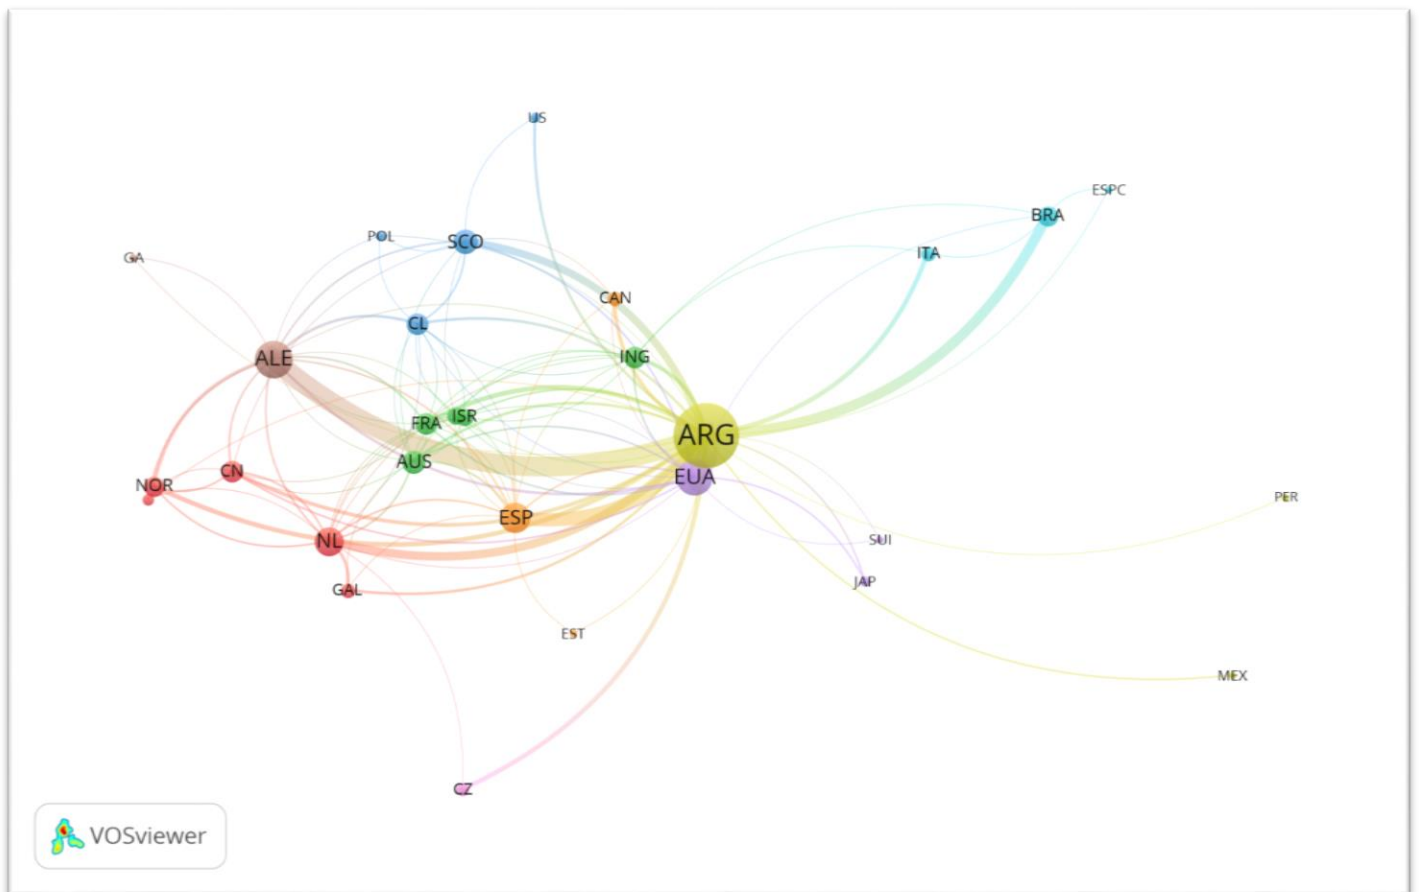 US
ESPC
BRA
POL
SCO
ITA
GA
CAN
CL
ING
ALE
ISR
FRA
ARG
AUS
CN
EUA
NOR
PER
ESP
NL
SUI
JAP
GAL
EST
MEX
CZ
VOSviewer